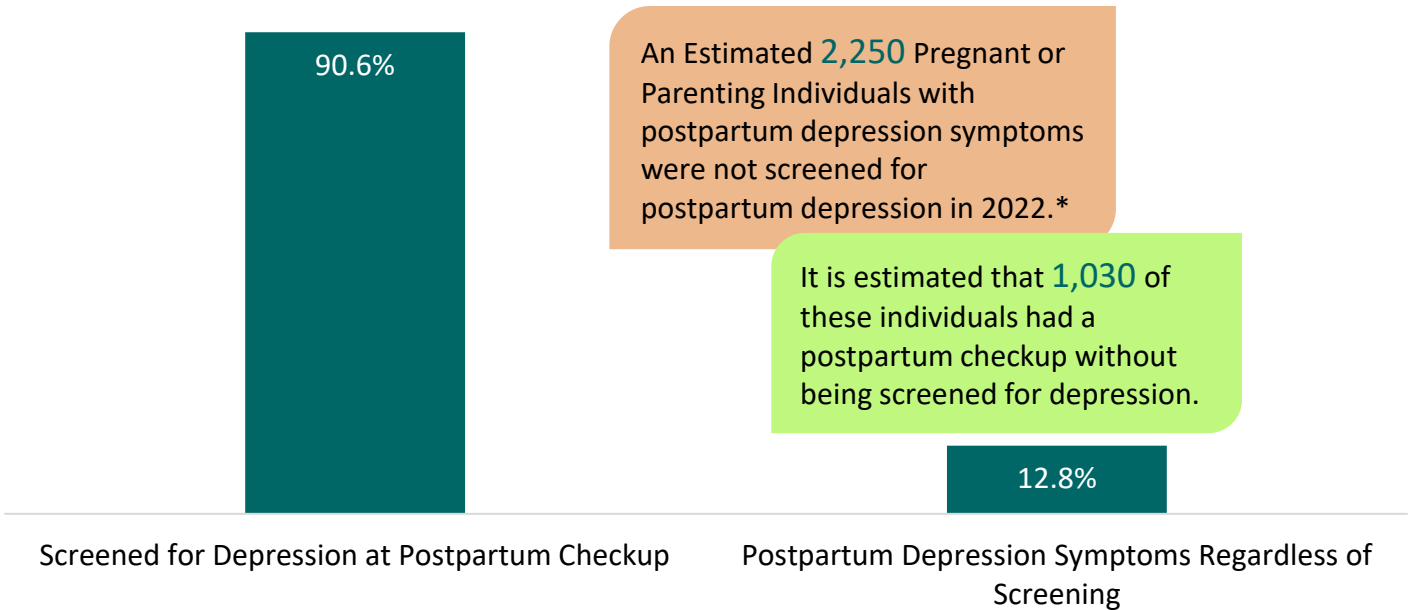 90.6%
An Estimated 2,250 Pregnant or
Parenting Individuals with
postpartum depression symptoms
were not screened for
postpartum depression in 2022.*
It is estimated that 1,030 of
these individuals had a
postpartum checkup without
being screened for depression.
12.8%
Screened for Depression at Postpartum Checkup
Postpartum Depression Symptoms Regardless of
Screening